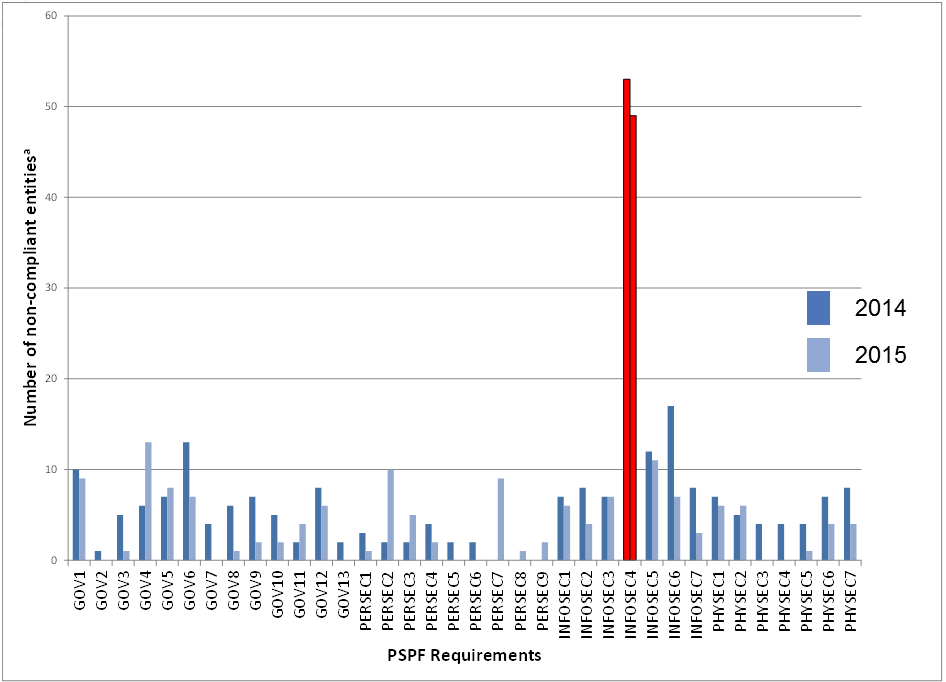 60
50
40
30
20
10
0
Number of non-compliant entitiesᵃ
2014
2015
GOV1
GOV2
GOV3
GOV4
GOV5
GOV6
GOV7
GOV8
GOV9
GOV10
GOV11
GOV12
GOV13
PERSEC1
PERSEC2
PERSEC3
PERSEC4
PERSEC5
PERSEC6
PERSEC7
PERSEC8
PERSEC9
INFOSEC1
INFOSEC2
INFOSEC3
INFOSEC4
INFOSEC5
INFOSEC6
INFOSEC7
PHYSEC1
PHYSEC2
PHYSEC3
PHYSEC4
PHYSEC5
PHYSEC6
PHYSEC7
PSPF Requirements